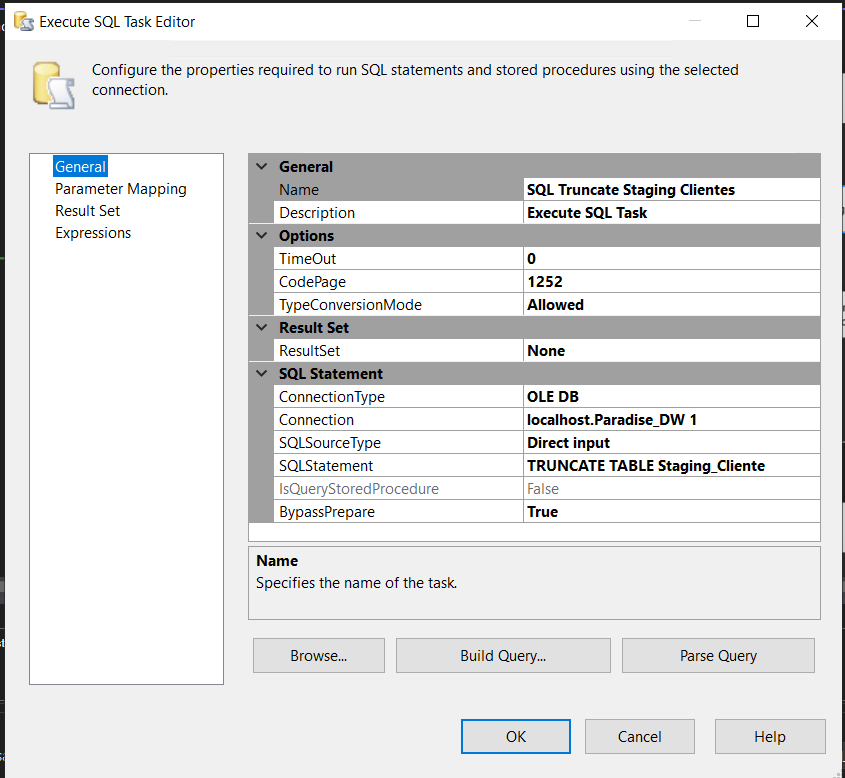 Execute SQL Task Editor
Configure the properties required to run SQL statements and stored procedures using the selected
connection.
General
Parameter Mapping
Result Set
Expressions
General
Name SQL Truncate Staging Clientes
Description Execute SQL Task
Options
TimeOut 0
CodePage 1252
TypeConversionMode Allowed
Result Set
ResultSet None
SQL Statement
ConnectionType OLE DB
Connection localhost.Paradise_DW 1
SQLSourceType Direct input
SQLStatement TRUNCATE TABLE Staging_Cliente
IsQueryStoredProcedure False
BypassPrepare True
Name
Specifies the name of the task.
Browse... Build Query... Parse Query
OK Cancel Help